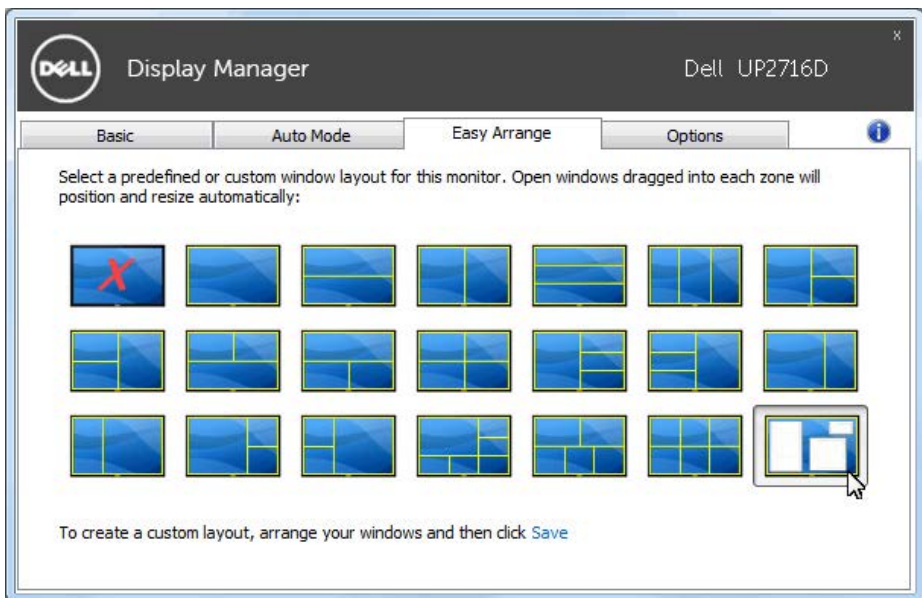 x
DELL Display Manager Dell UP2716D
Basic Auto Mode Easy Arrange Options i
Select a predefined or custom window layout for this monitor. Open windows dragged into each zone will
position and resize automatically:
X
To create a custom layout, arrange your windows and then click Save